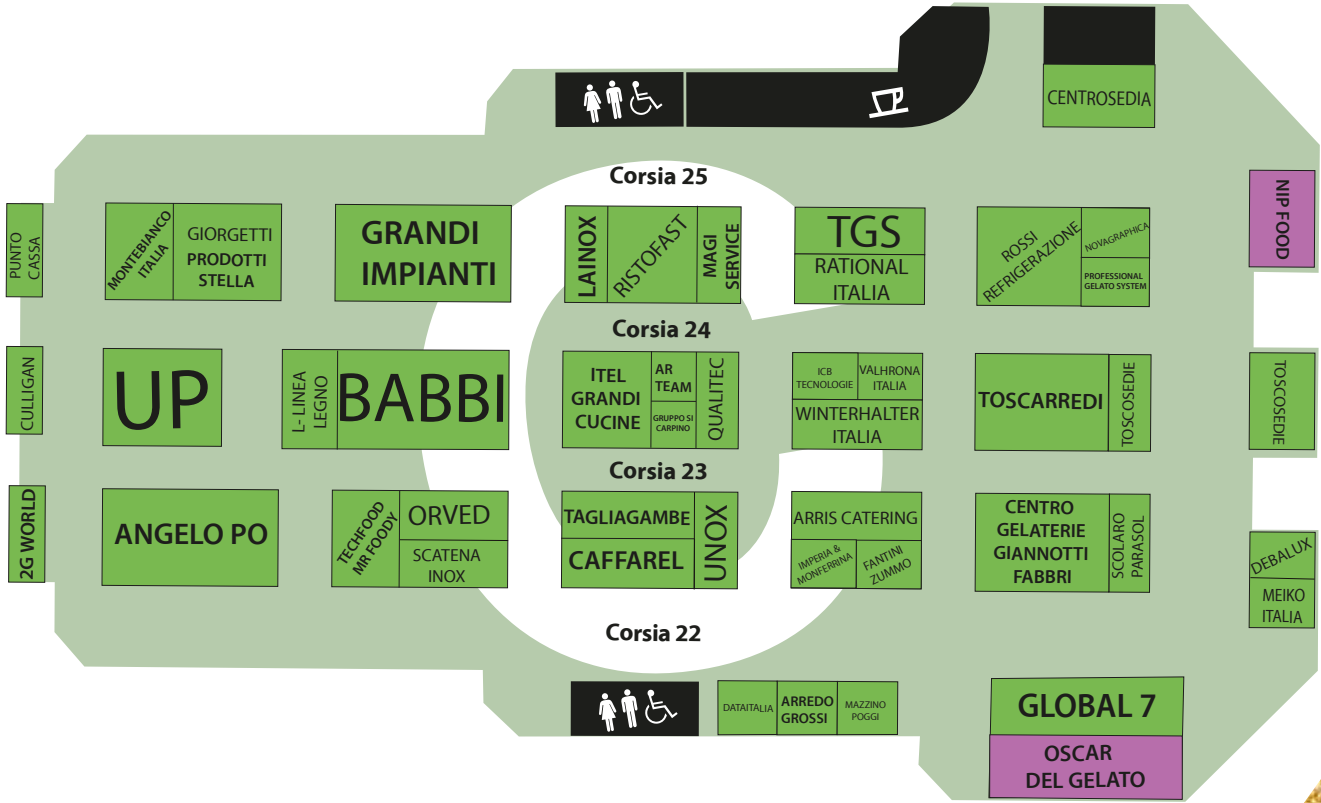 CENTROSEDIA
Corsia 25
PUNTO
CASSA
MONTEBIANCO
ITALIA
GIORGETTI
PRODOTTI
STELLA
GRANDI
IMPIANTI
LAINOX
RISTOFAST
MAGI
SERVICE
TGS
RATIONAL
ITALIA
ROSSI
REFRIGERAZIONE
NOVAGRAPHICA
PROFESSIONAL
GELATO SYSTEM
NIP FOOD
Corsia 24
CULLIGAN
UP
L- LINEA
LEGNO
BABBI
ITEL
GRANDI
CUCINE
AR
TEAM
GRUPPO SI
CARPINO
QUALITEC
ICB
TECNOLOGIE
VALHRONA
ITALIA
WINTERHALTER
ITALIA
TOSCARREDI
TOSCOSEDIE
TOSCOSEDIE
Corsia 23
2G WORLD
ANGELO PO
TECHFOOD
MR FOODY
ORVED
SCATENA
INOX
TAGLIAGAMBE
CAFFAREL
UNOX
ARRIS CATERING
IMPERIA &
MONFERRINA
FANTINI
ZUMMO
CENTRO
GELATERIE
GIANNOTTI
FABBRI
SCOLARO
PARASOL
DEBALUX
MEIKO
ITALIA
Corsia 22
DATAITALIA
ARREDO
GROSSI
MAZZINO
POGGI
GLOBAL 7
OSCAR
DEL GELATO